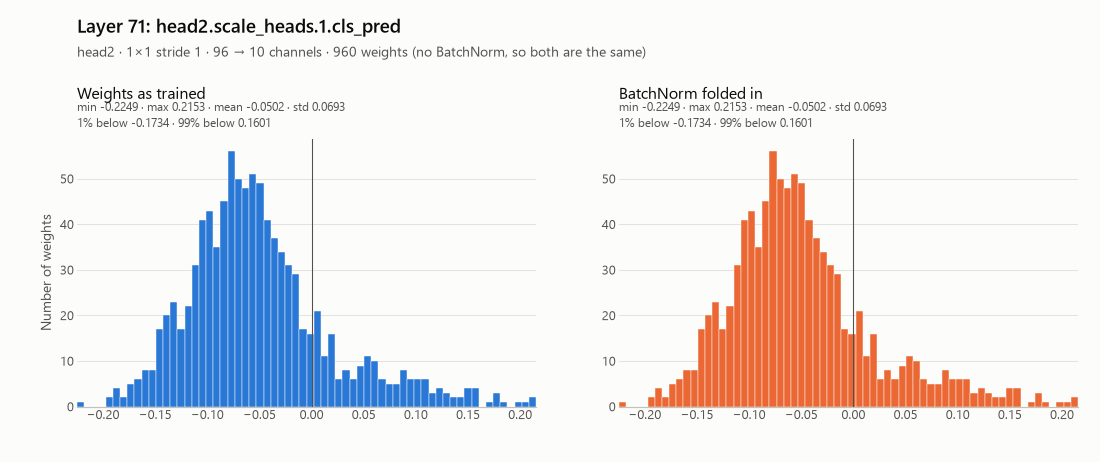 Layer 71: head2.scale_heads.1.cls_pred
head2 · 1×1 stride 1 · 96 → 10 channels · 960 weights (no BatchNorm, so both are the same)
Weights as trained
min -0.2249 · max 0.2153 · mean -0.0502 · std 0.0693
1% below -0.1734 · 99% below 0.1601
Number of weights
50
40
30
20
10
0
−0.20 −0.15 −0.10 −0.05 0.00 0.05 0.10 0.15 0.20
BatchNorm folded in
min -0.2249 · max 0.2153 · mean -0.0502 · std 0.0693
1% below -0.1734 · 99% below 0.1601
50
40
30
20
10
0
−0.20 −0.15 −0.10 −0.05 0.00 0.05 0.10 0.15 0.20